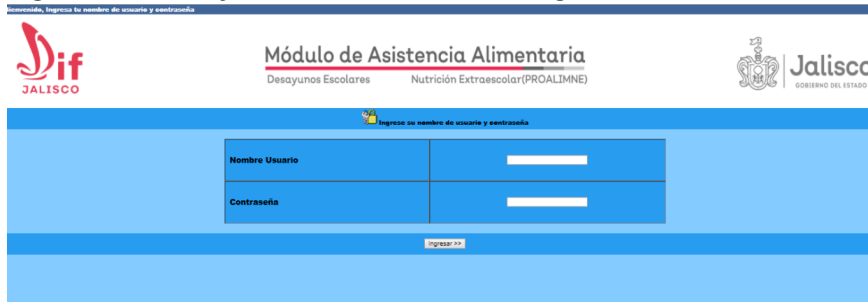 Bienvenido, Ingresa tu nombre de usuario y contraseña
Dif
JALISCO
Módulo de Asistencia Alimentaria
Desayunos Escolares Nutrición Extraescolar(PROALIMNE)
Jalisco
GOBIERNO DEL ESTADO
Ingrese su nombre de usuario y contraseña
Nombre Usuario
Contraseña
Ingresar >>